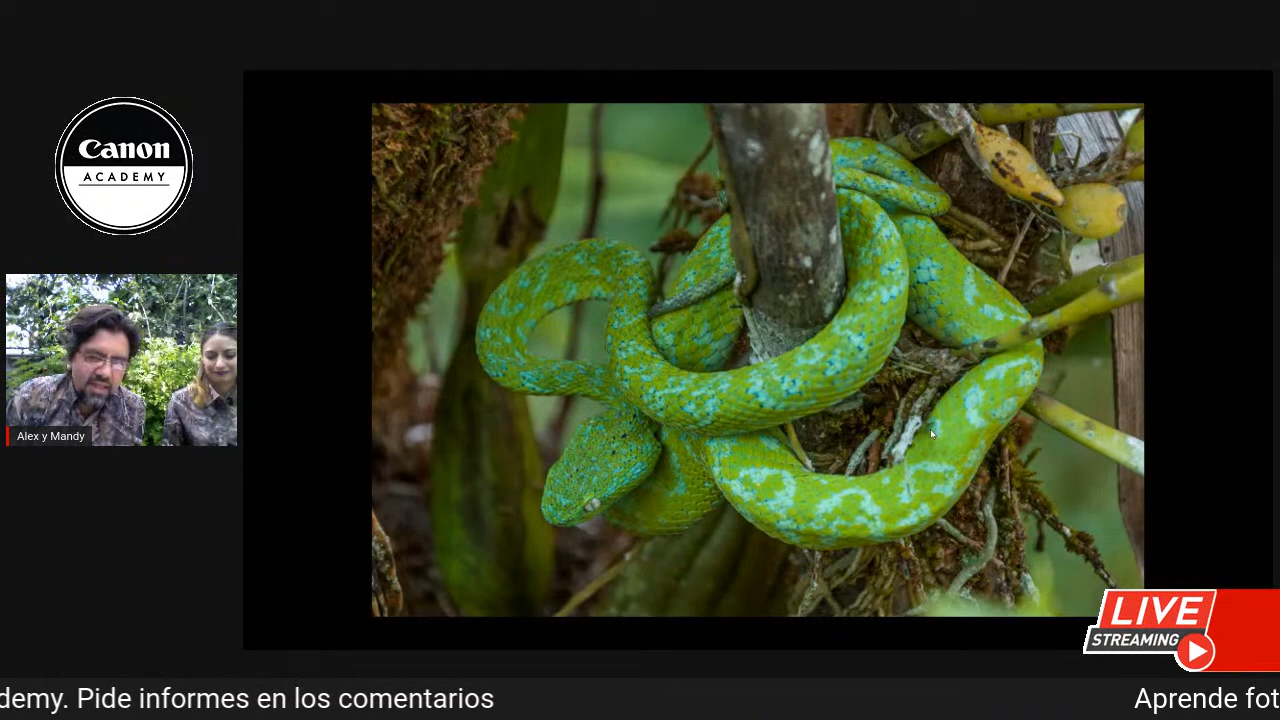 Canon
ACADEMY
Alex y Mandy
LIVE
STREAMING
demy. Pide informes en los comentarios
Aprende fot